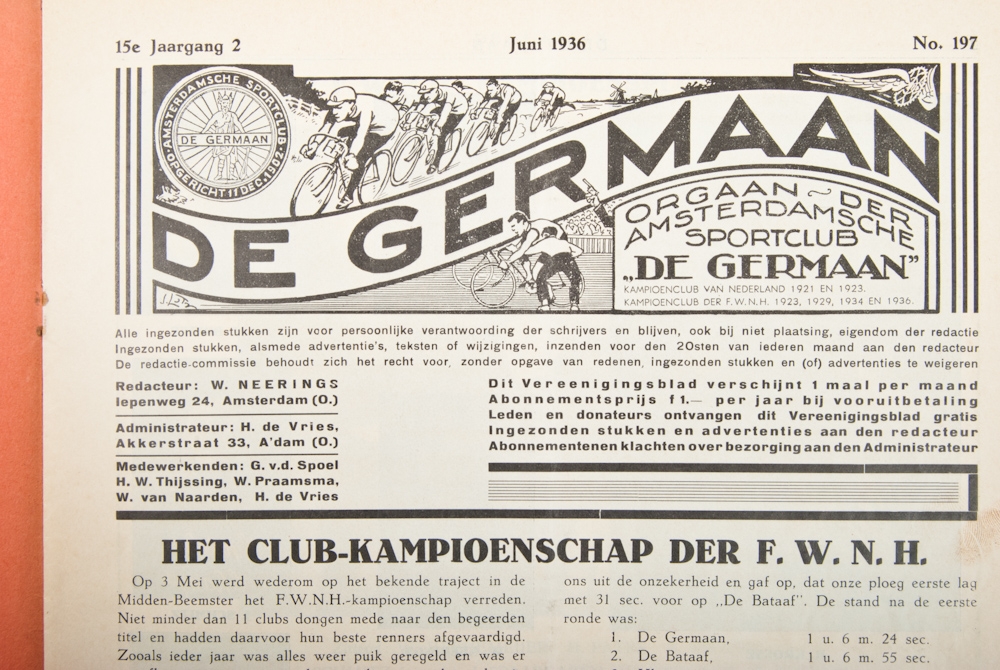 15e Jaargang 2 Juni 1936 No. 197
AMSTERDAMSCHE SPORTCLUB
DE GERMAAN
OPGERICHT 11 DEC. 1902
DE GERMAAN
ORGAAN ~ DER
AMSTERDAMSCHE
SPORTCLUB
„DE GERMAAN”
KAMPIOENCLUB VAN NEDERLAND 1921 EN 1923.
KAMPIOENCLUB DER F.W.N.H. 1923, 1929, 1934 EN 1936.
Alle ingezonden stukken zijn voor persoonlijke verantwoording der schrijvers en blijven, ook bij niet plaatsing, eigendom der redactie
Ingezonden stukken, alsmede advertentie's, teksten of wijzigingen, inzenden voor den 20sten van iederen maand aan den redacteur
De redactie-commissie behoudt zich het recht voor, zonder opgave van redenen, ingezonden stukken en (of) advertenties te weigeren
Redacteur: W. NEERINGS
Iepenweg 24, Amsterdam (O.)
Administrateur: H. de Vries,
Akkerstraat 33, A'dam (O.)
Medewerkenden: G. v.d. Spoel
H. W. Thijssing, W. Praamsma,
W. van Naarden, H. de Vries
Dit Vereenigingsblad verschijnt 1 maal per maand
Abonnementsprijs f 1.— per jaar bij vooruitbetaling
Leden en donateurs ontvangen dit Vereenigingsblad gratis
Ingezonden stukken en advertenties aan den redacteur
Abonnementen en klachten over bezorging aan den Administrateur
HET CLUB-KAMPIOENSCHAP DER F. W. N. H.
Op 3 Mei werd wederom op het bekende traject in de
Midden-Beemster het F.W.N.H.-kampioenschap verreden.
Niet minder dan 11 clubs dongen mede naar den begeerden
titel en hadden daarvoor hun beste renners afgevaardigd.
Zooals ieder jaar was alles weer puik geregeld en was er
ons uit de onzekerheid en gaf op, dat onze ploeg eerste lag
met 31 sec. voor op „De Bataaf”. De stand na de eerste
ronde was:
1. De Germaan, 1 u. 6 m. 24 sec.
2. De Bataaf, 1 u. 6 m. 55 sec.